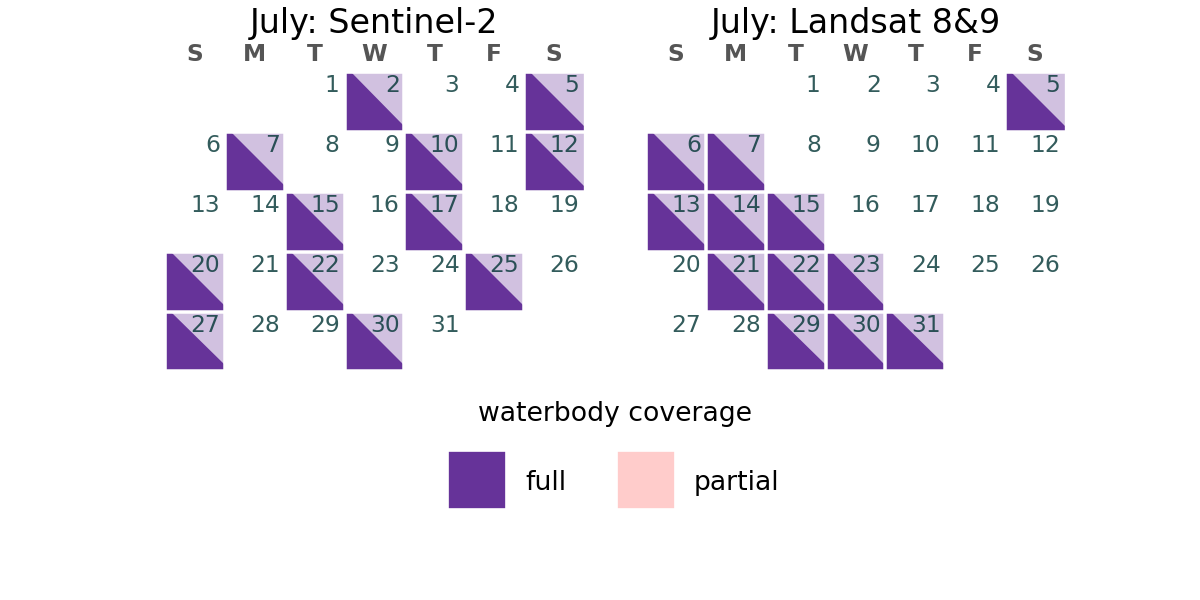 July: Sentinel-2
S M T W T F S
1 2 3 4 5
6 7 8 9 10 11 12
13 14 15 16 17 18 19
20 21 22 23 24 25 26
27 28 29 30 31
July: Landsat 8&9
S M T W T F S
1 2 3 4 5
6 7 8 9 10 11 12
13 14 15 16 17 18 19
20 21 22 23 24 25 26
27 28 29 30 31
waterbody coverage
full partial